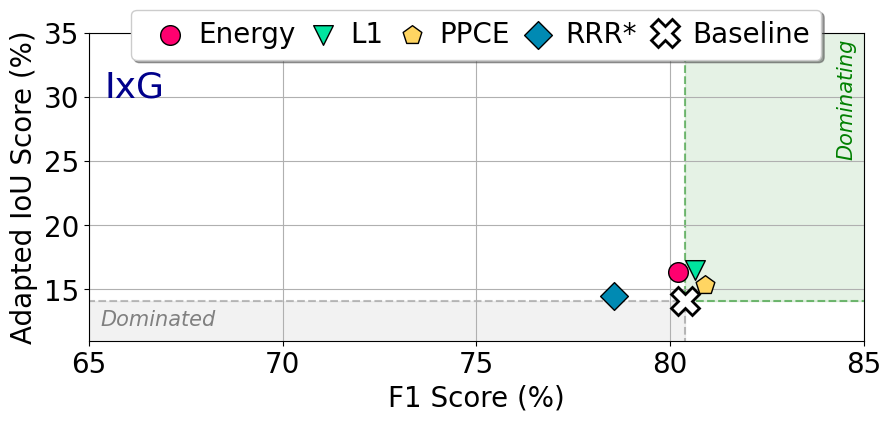 Energy L1 PPCE RRR* Baseline
Adapted IoU Score (%)
35
30
25
20
15
IxG
Dominating
Dominated
65 70 75 80 85
F1 Score (%)